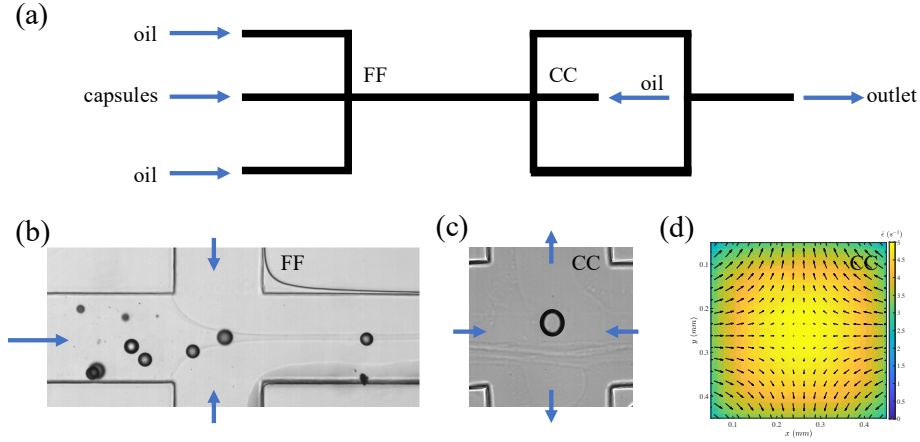 (a)
oil
FF
CC
oil
capsules
outlet
oil
(b)
FF
(c)
CC
(d)
ε̇ (s⁻¹)
CC
5
4.5
4
3.5
3
2.5
2
1.5
1
0.5
0
0.1
0.2
0.3
0.4
y (mm)
0.1 0.2 0.3 0.4
x (mm)